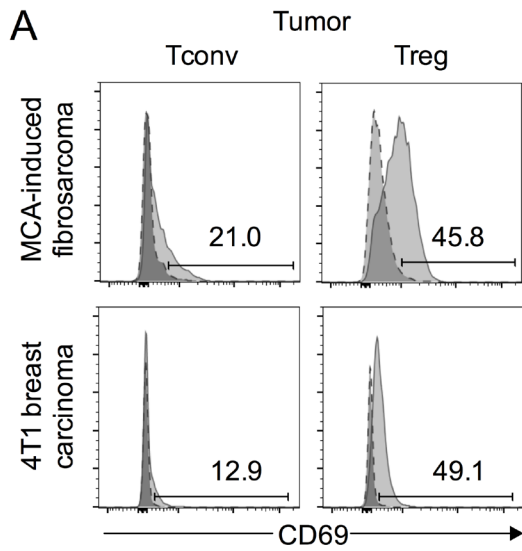 A
Tumor
Tconv
Treg
MCA-induced
fibrosarcoma
21.0
45.8
4T1 breast
carcinoma
12.9
49.1
CD69